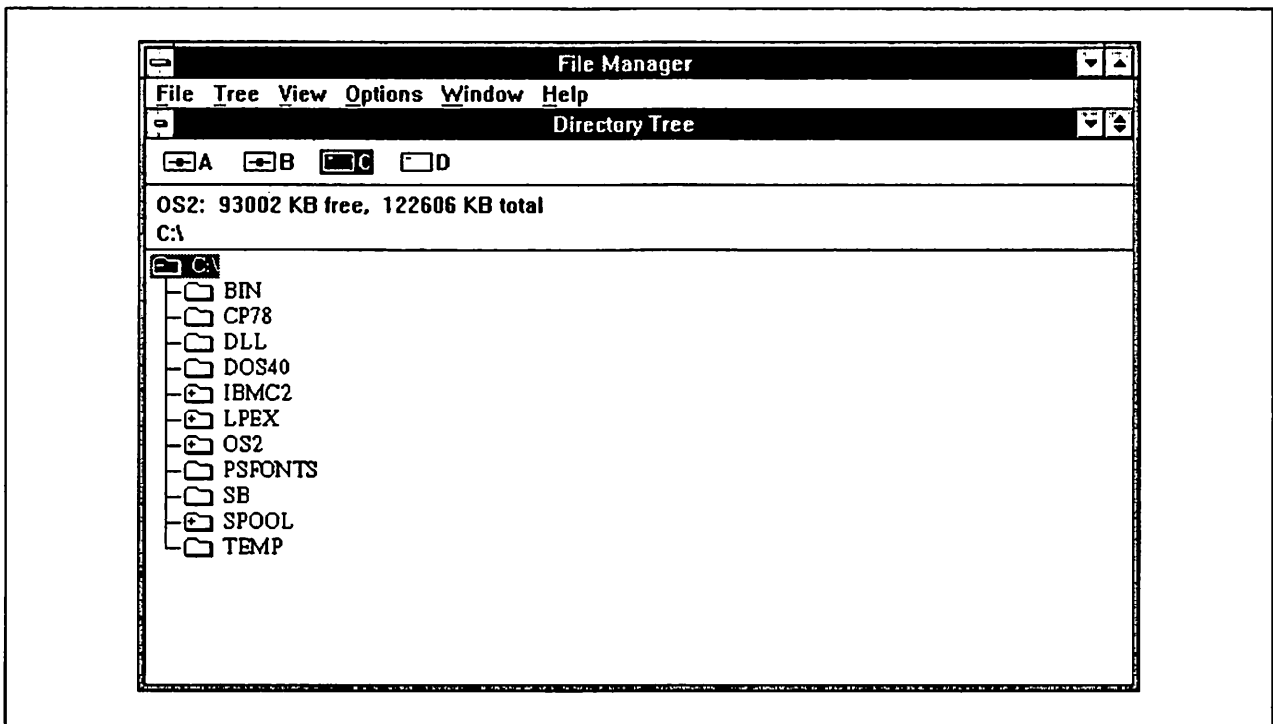 File Manager
File Tree View Options Window Help
Directory Tree
A B C D
OS2: 93002 KB free, 122606 KB total
C:\
C:\
BIN
CP78
DLL
DOS40
IBMC2
LPEX
OS2
PSFONTS
SB
SPOOL
TEMP